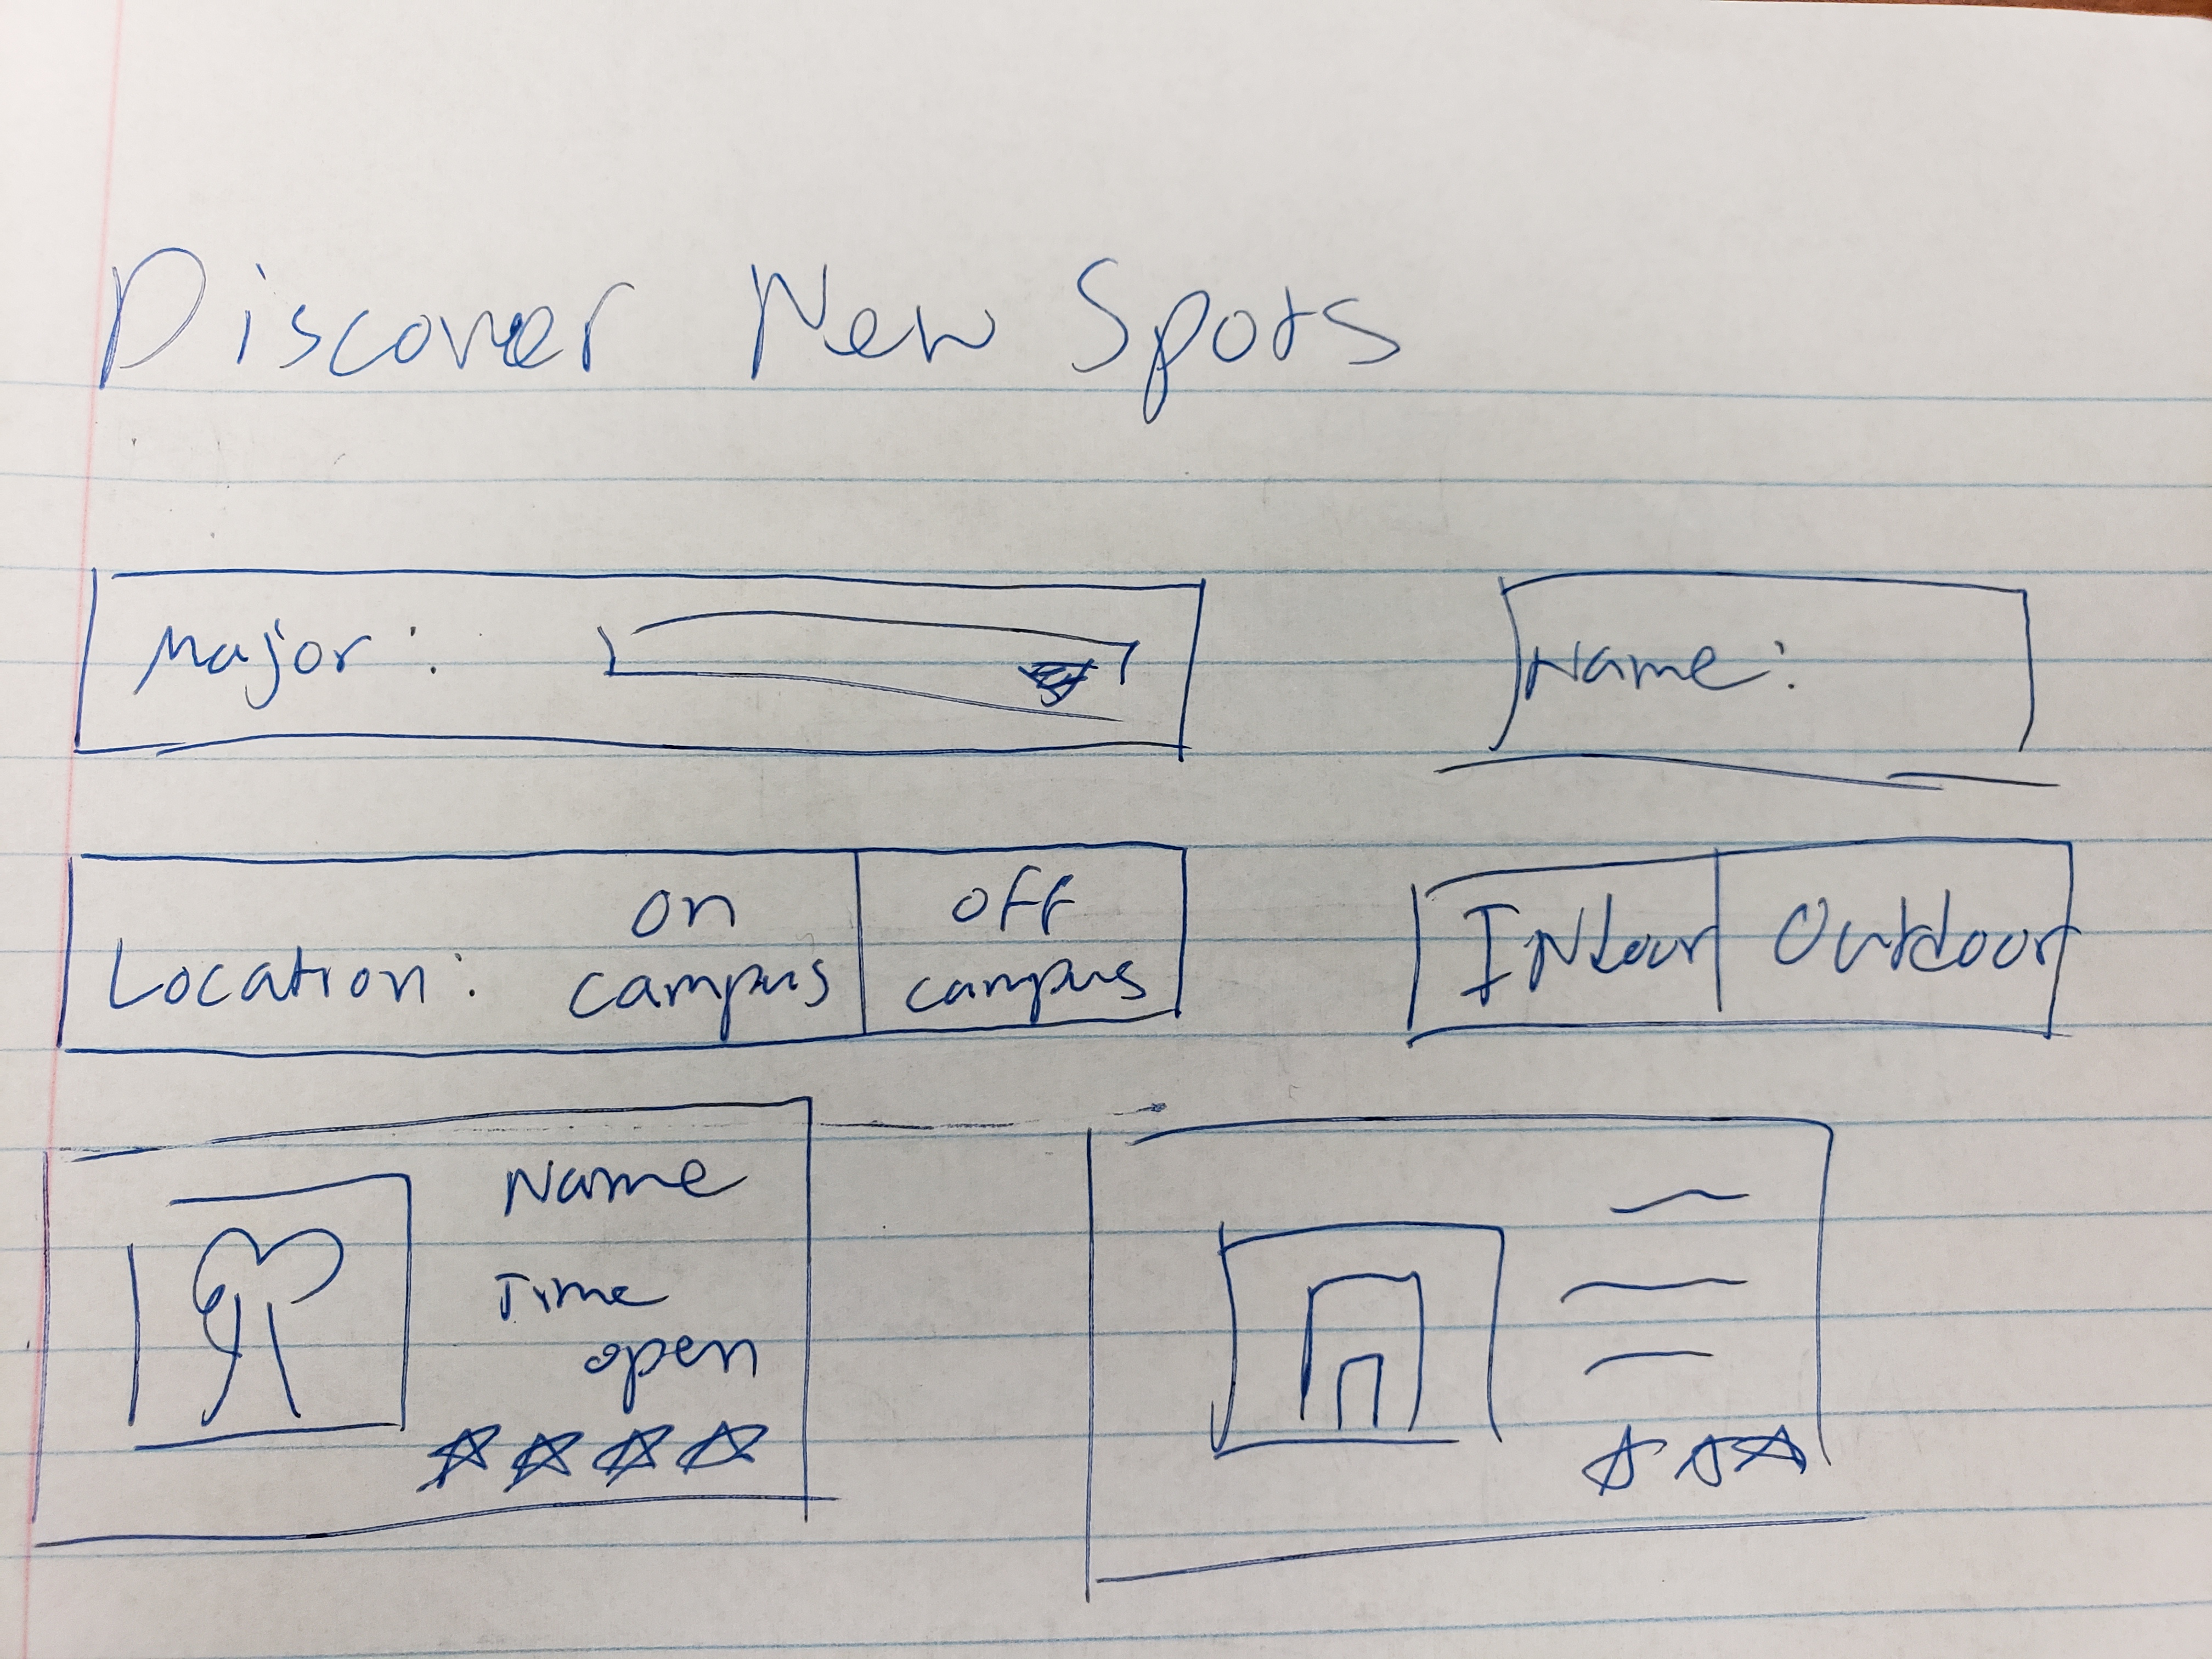 Discover New Spots
Major:
Name:
Location: on campus off campus
Indoor Outdoor
Name
Time
open